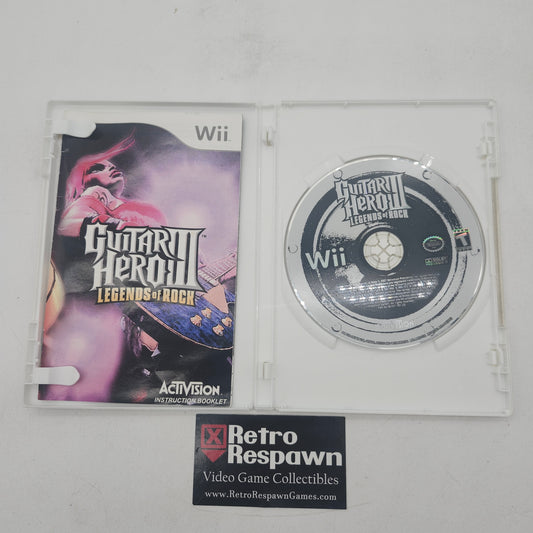 Wii
GUITAR III
HERO
LEGENDS of ROCK
ACTIVISION
INSTRUCTION BOOKLET
GUITAR III
HERO
LEGENDS of ROCK
Wii
T
DOLBY
Retro
Respawn
Video Game Collectibles
www.RetroRespawnGames.com